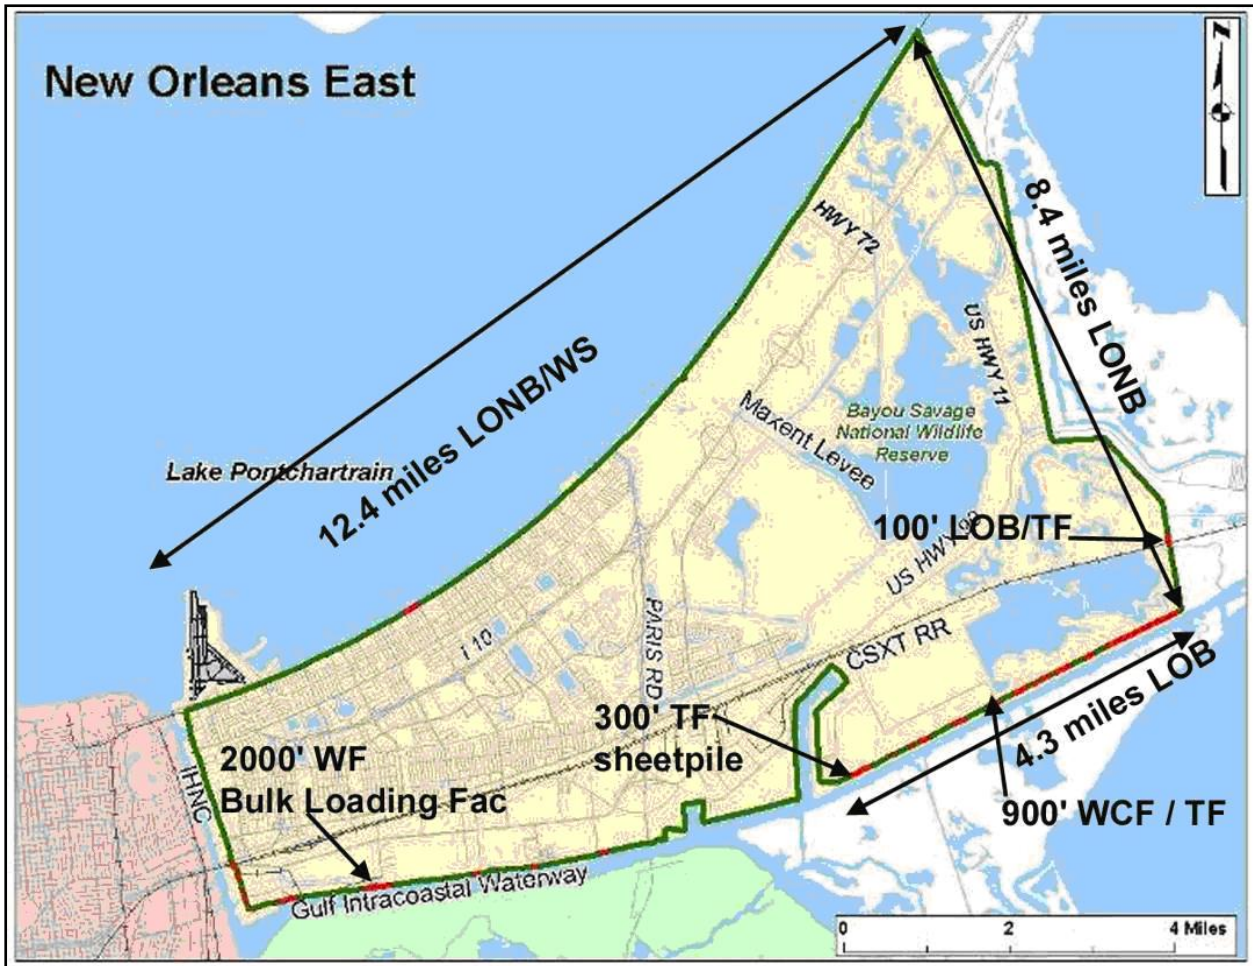 New Orleans East
N
HWY 72
8.4 miles LONB
12.4 miles LONB/WS
US HWY 11
Maxent Levee
Bayou Savage
National Wildlife
Reserve
Lake Pontchartrain
100' LOB/TF
US HWY 90
I 10
PARIS RD
CSXT RR
4.3 miles LOB
300' TF
sheetpile
2000' WF
Bulk Loading Fac
IHNC
900' WCF / TF
Gulf Intracoastal Waterway
0 2 4 Miles